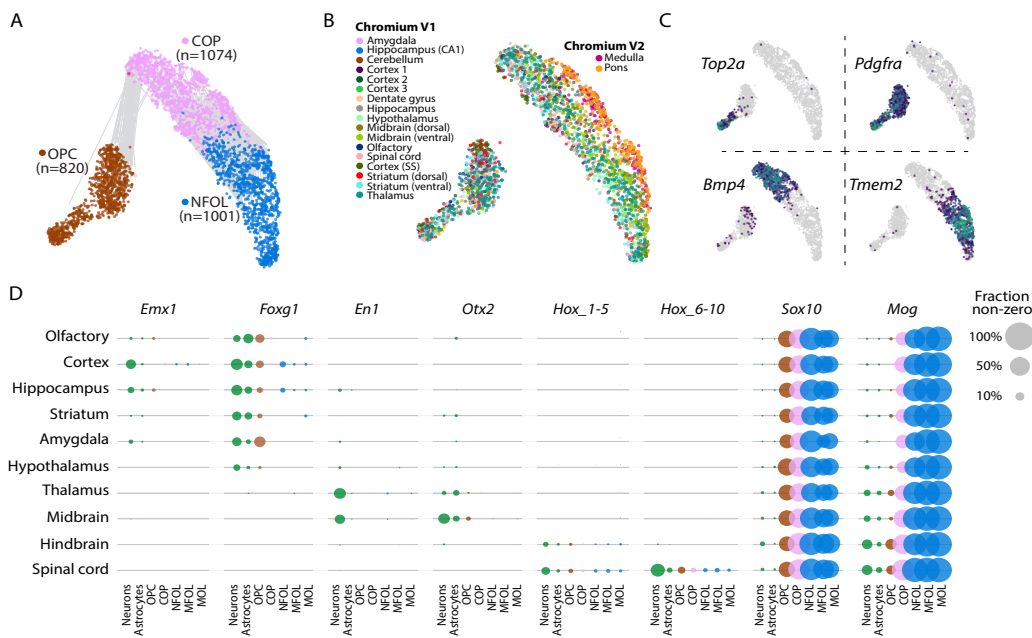 A
COP
(n=1074)
OPC
(n=820)
NFOL
(n=1001)
B
Chromium V1
Amygdala
Hippocampus (CA1)
Cerebellum
Cortex 1
Cortex 2
Cortex 3
Dentate gyrus
Hippocampus
Hypothalamus
Midbrain (dorsal)
Midbrain (ventral)
Olfactory
Spinal cord
Cortex (SS)
Striatum (dorsal)
Striatum (ventral)
Thalamus
Chromium V2
Medulla
Pons
C
Top2a
Pdgfra
Bmp4
Tmem2
D
Emx1 Foxg1 En1 Otx2 Hox_1-5 Hox_6-10 Sox10 Mog
Fraction
non-zero
100%
50%
10%
Olfactory
Cortex
Hippocampus
Striatum
Amygdala
Hypothalamus
Thalamus
Midbrain
Hindbrain
Spinal cord
Neurons Astrocytes OPC COP NFOL MFOL MOL Neurons Astrocytes OPC COP NFOL MFOL MOL Neurons Astrocytes OPC COP NFOL MFOL MOL Neurons Astrocytes OPC COP NFOL MFOL MOL Neurons Astrocytes OPC COP NFOL MFOL MOL Neurons Astrocytes OPC COP NFOL MFOL MOL Neurons Astrocytes OPC COP NFOL MFOL MOL Neurons Astrocytes OPC COP NFOL MFOL MOL